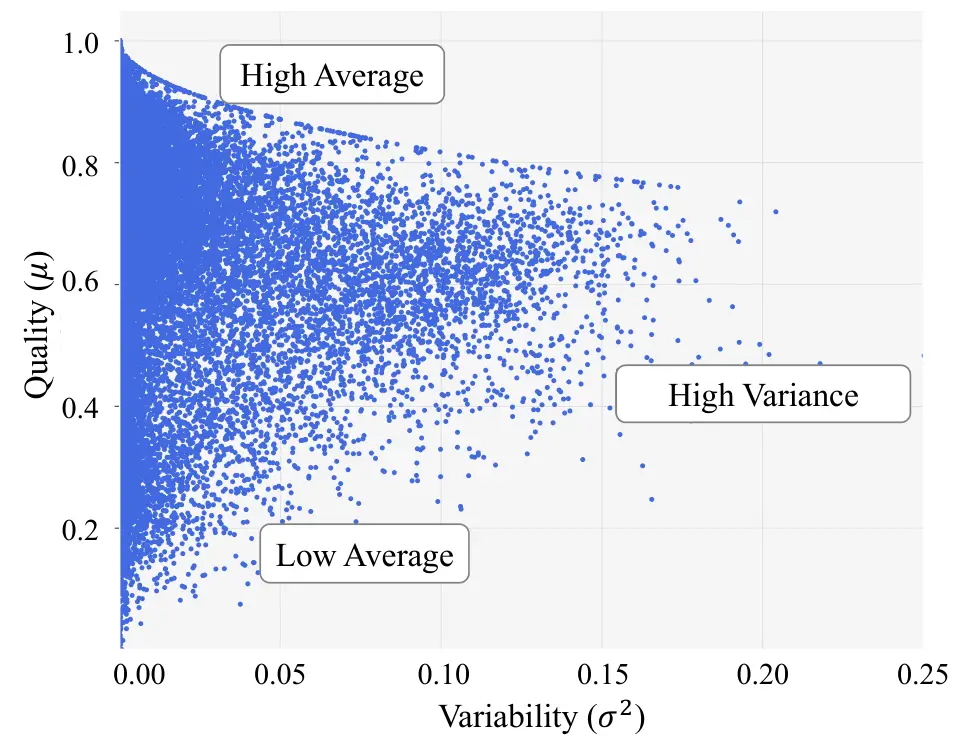 1.0
High Average
0.8
Quality (μ)
0.6
High Variance
0.4
0.2
Low Average
0.00 0.05 0.10 0.15 0.20 0.25
Variability (σ²)